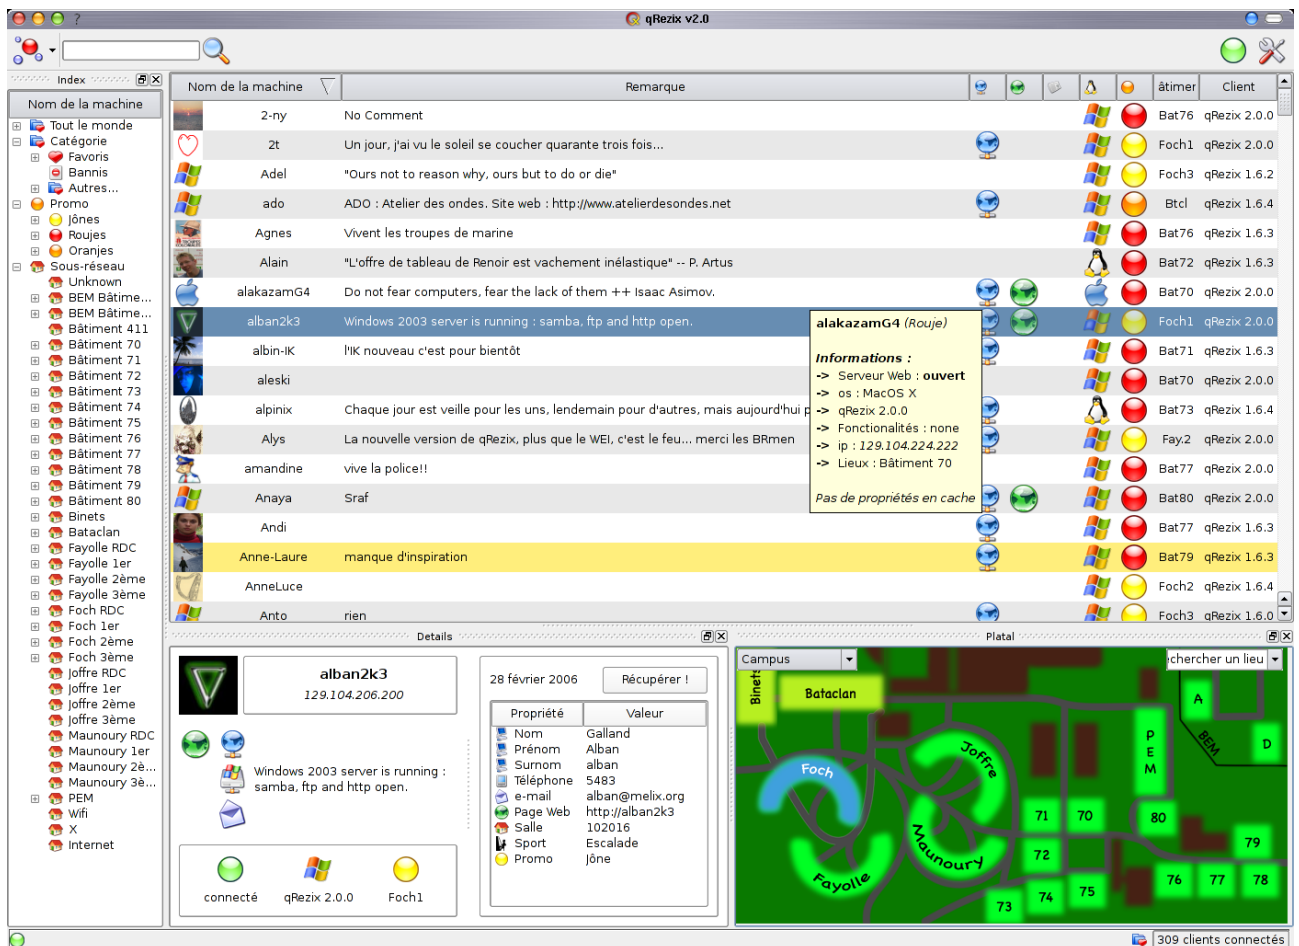 ?
qRezix v2.0
Index
Nom de la machine
Tout le monde
Catégorie
Favoris
Bannis
Autres...
Promo
Jônes
Roujes
Oranjes
Sous-réseau
Unknown
BEM Bâtime...
BEM Bâtime...
Bâtiment 411
Bâtiment 70
Bâtiment 71
Bâtiment 72
Bâtiment 73
Bâtiment 74
Bâtiment 75
Bâtiment 76
Bâtiment 77
Bâtiment 78
Bâtiment 79
Bâtiment 80
Binets
Bataclan
Fayolle RDC
Fayolle 1er
Fayolle 2ème
Fayolle 3ème
Foch RDC
Foch 1er
Foch 2ème
Foch 3ème
Joffre RDC
Joffre 1er
Joffre 2ème
Joffre 3ème
Maunoury RDC
Maunoury 1er
Maunoury 2è...
Maunoury 3è...
PEM
Wifi
X
Internet
Nom de la machine Remarque âtimer Client
2-ny No Comment Bat76 qRezix 2.0.0
2t Un jour, j'ai vu le soleil se coucher quarante trois fois... Foch1 qRezix 2.0.0
Adel "Ours not to reason why, ours but to do or die" Foch3 qRezix 1.6.2
ado ADO : Atelier des ondes. Site web : http://www.atelierdesondes.net Btcl qRezix 1.6.4
Agnes Vivent les troupes de marine Bat76 qRezix 1.6.3
Alain "L'offre de tableau de Renoir est vachement inélastique" -- P. Artus Bat72 qRezix 1.6.3
alakazamG4 Do not fear computers, fear the lack of them ++ Isaac Asimov. Bat70 qRezix 2.0.0
alban2k3 Windows 2003 server is running : samba, ftp and http open. Foch1 qRezix 2.0.0
albin-IK l'IK nouveau c'est pour bientôt Bat71 qRezix 1.6.3
aleski Bat70 qRezix 2.0.0
alpinix Chaque jour est veille pour les uns, lendemain pour d'autres, mais aujourd'hui p Bat73 qRezix 1.6.4
Alys La nouvelle version de qRezix, plus que le WEI, c'est le feu... merci les BRmen Fay.2 qRezix 2.0.0
amandine vive la police!! Bat77 qRezix 2.0.0
Anaya Sraf Bat80 qRezix 2.0.0
Andi Bat77 qRezix 1.6.3
Anne-Laure manque d'inspiration Bat79 qRezix 1.6.3
AnneLuce Foch2 qRezix 1.6.4
Anto rien Foch3 qRezix 1.6.0
alakazamG4 (Rouje)
Informations :
-> Serveur Web : ouvert
-> os : MacOS X
-> qRezix 2.0.0
-> Fonctionalités : none
-> ip : 129.104.224.222
-> Lieux : Bâtiment 70
Pas de propriétés en cache
Details
alban2k3
129.104.206.200
Windows 2003 server is running :
samba, ftp and http open.
connecté qRezix 2.0.0 Foch1
28 février 2006 Récupérer !
Propriété Valeur
Nom Galland
Prénom Alban
Surnom alban
Téléphone 5483
e-mail alban@melix.org
Page Web http://alban2k3
Salle 102016
Sport Escalade
Promo Jône
Platal
Campus
chercher un lieu
Binets
Bataclan
Foch
Joffre
Maunoury
Fayolle
PEM
A
BEM
D
71
70
80
72
79
73
74
75
76
77
78
309 clients connectés